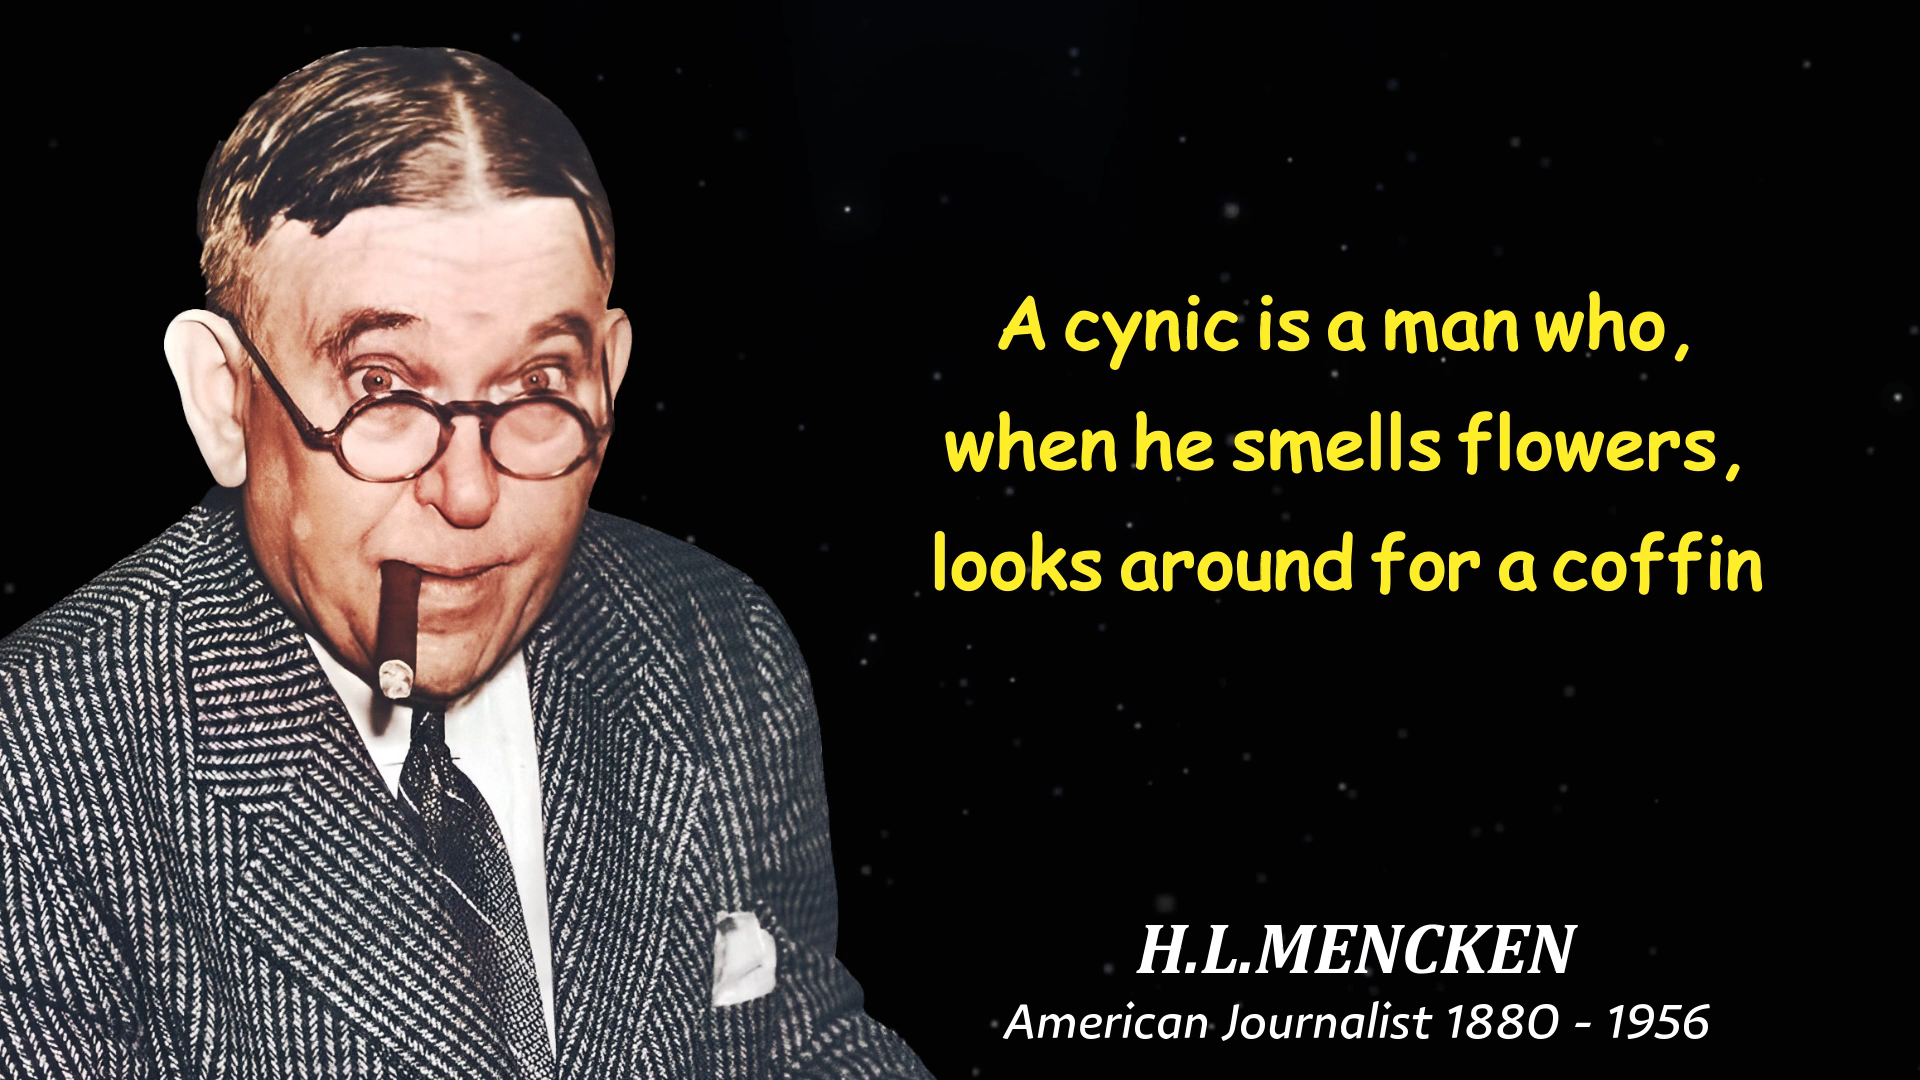 A cynic is a man who,
when he smells flowers,
looks around for a coffin
H.L.MENCKEN
American Journalist 1880 - 1956